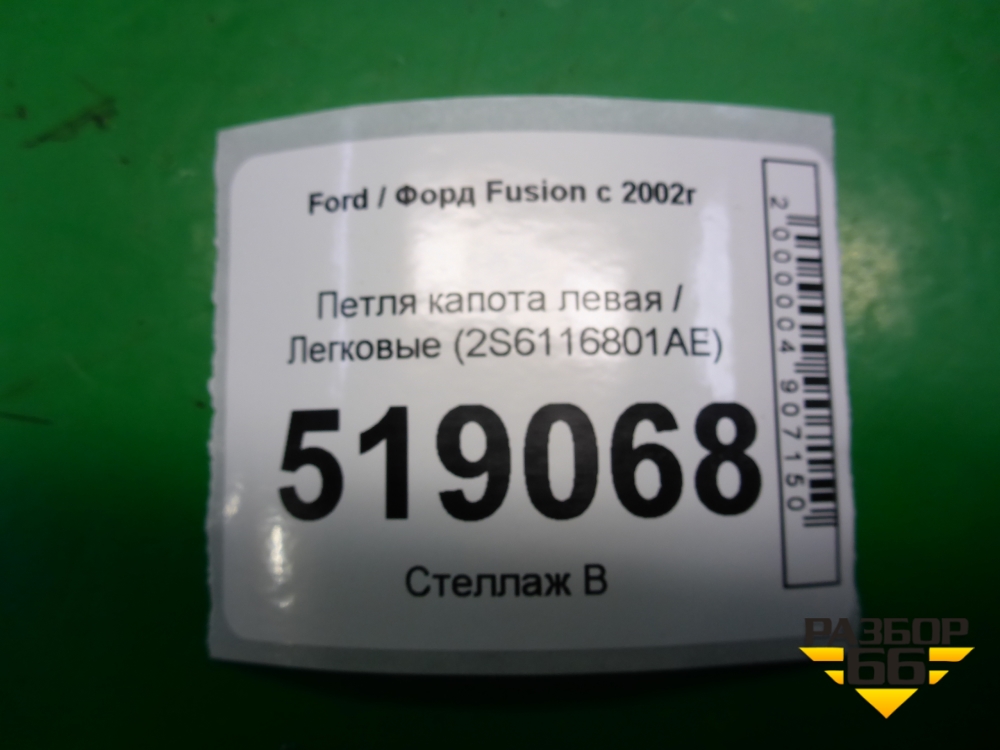 Ford / Форд Fusion с 2002г
Петля капота левая /
Легковые (2S6116801AE)
519068
Стеллаж В
2000004907150
РАЗБОР
66